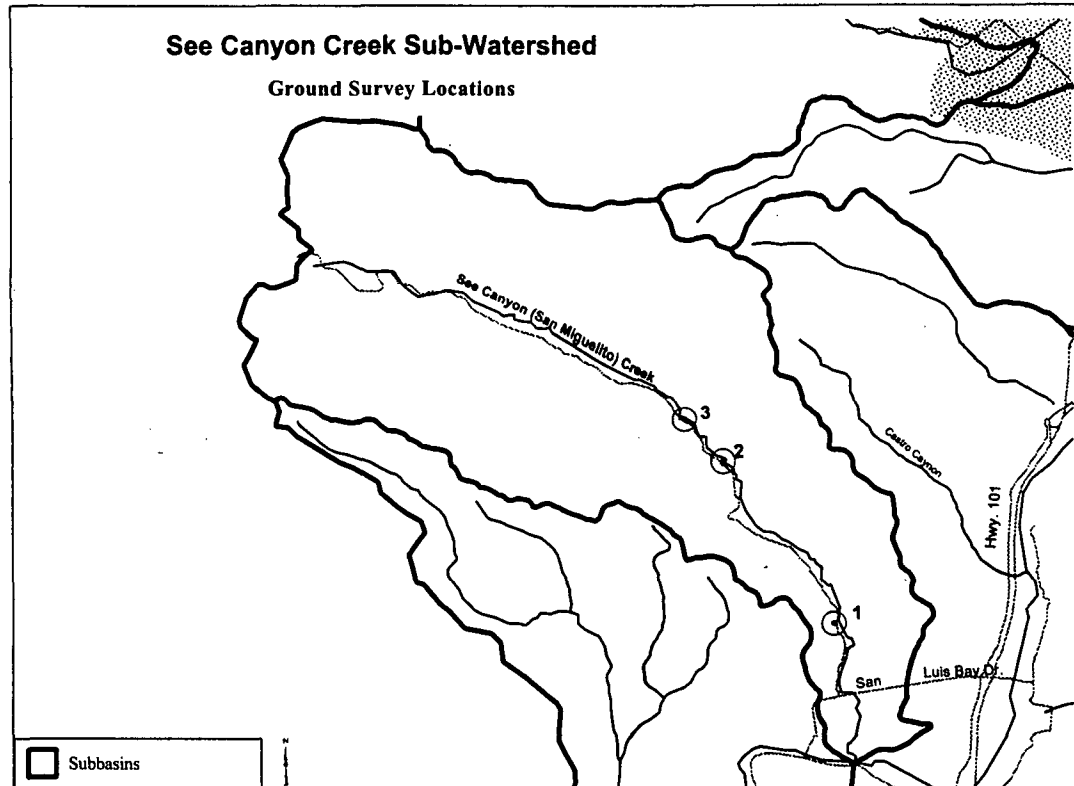 See Canyon Creek Sub-Watershed
Ground Survey Locations
See Canyon (San Miguelito) Creek
3
2
Castro Caynon
Hwy. 101
1
San Luis Bay Dr.
N
Subbasins